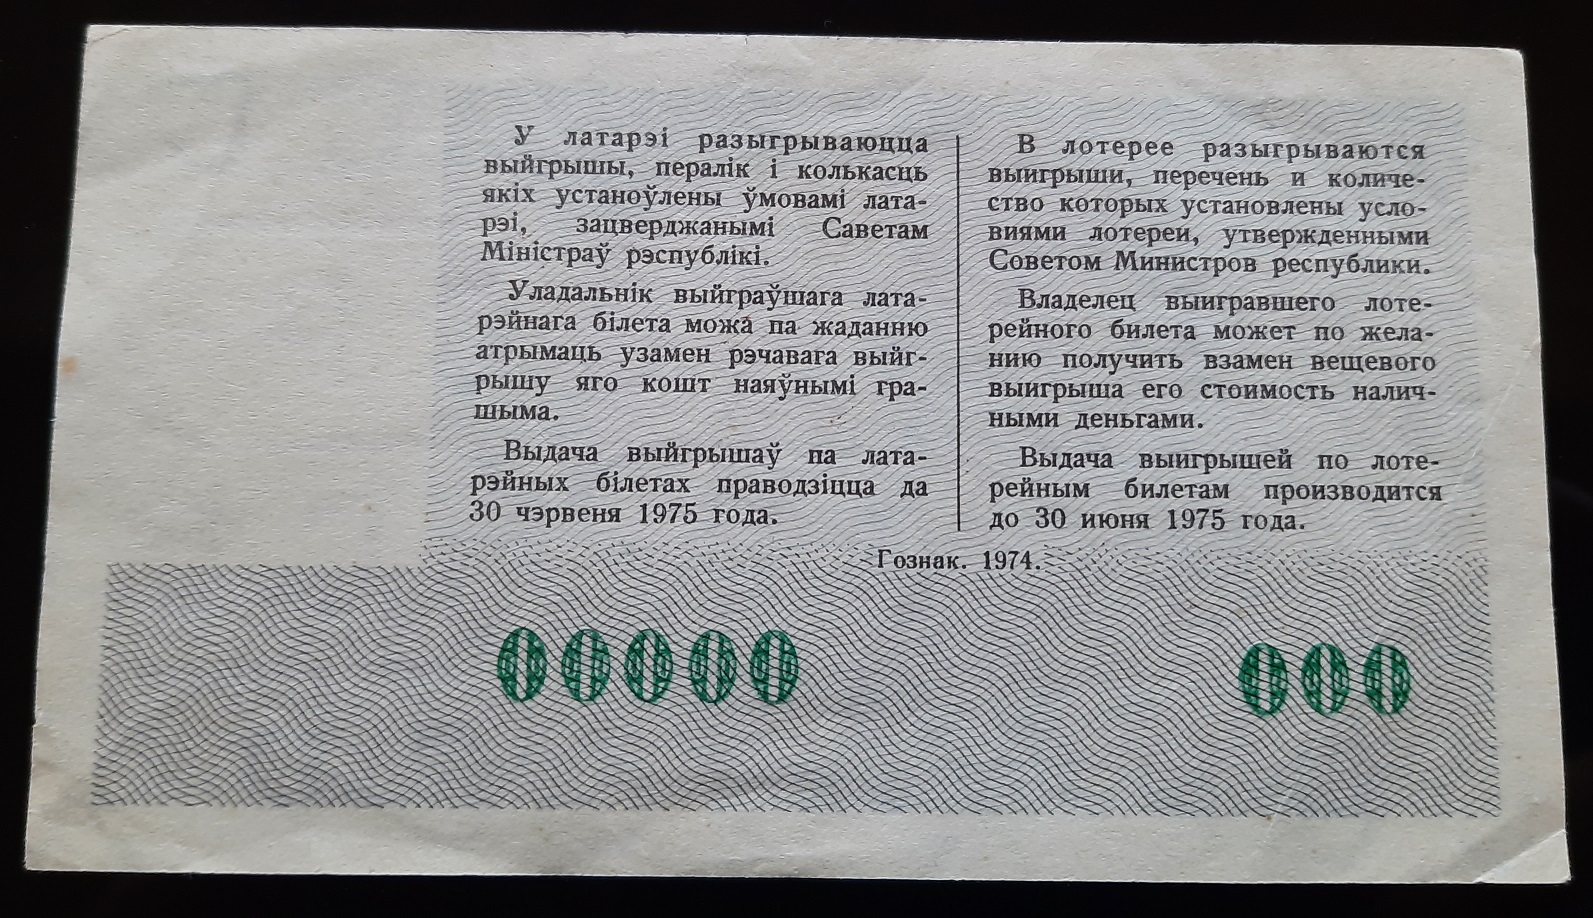 У латарэі разыгрываюцца
выйгрышы, пералік і колькасць
якіх устаноўлены ўмовамі лата-
рэі, зацверджанымі Саветам
Міністраў рэспублікі.
Уладальнік выйграўшага лата-
рэйнага білета можа па жаданню
атрымаць узамен рэчавага выйг-
рышу яго кошт наяўнымі гра-
шыма.
Выдача выйгрышаў па лата-
рэйных білетах праводзіцца да
30 чэрвеня 1975 года.
В лотерее разыгрываются
выигрыши, перечень и количе-
ство которых установлены усло-
виями лотереи, утвержденными
Советом Министров республики.
Владелец выигравшего лоте-
рейного билета может по жела-
нию получить взамен вещевого
выигрыша его стоимость налич-
ными деньгами.
Выдача выигрышей по лоте-
рейным билетам производится
до 30 июня 1975 года.
Гознак. 1974.
00000 000